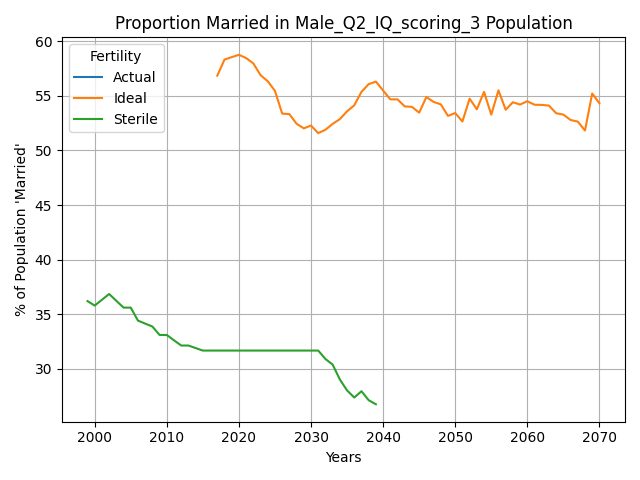 Proportion Married in Male_Q2_IQ_scoring_3 Population
% of Population 'Married'
60
55
50
45
40
35
30
Fertility
Actual
Ideal
Sterile
2000 2010 2020 2030 2040 2050 2060 2070
Years